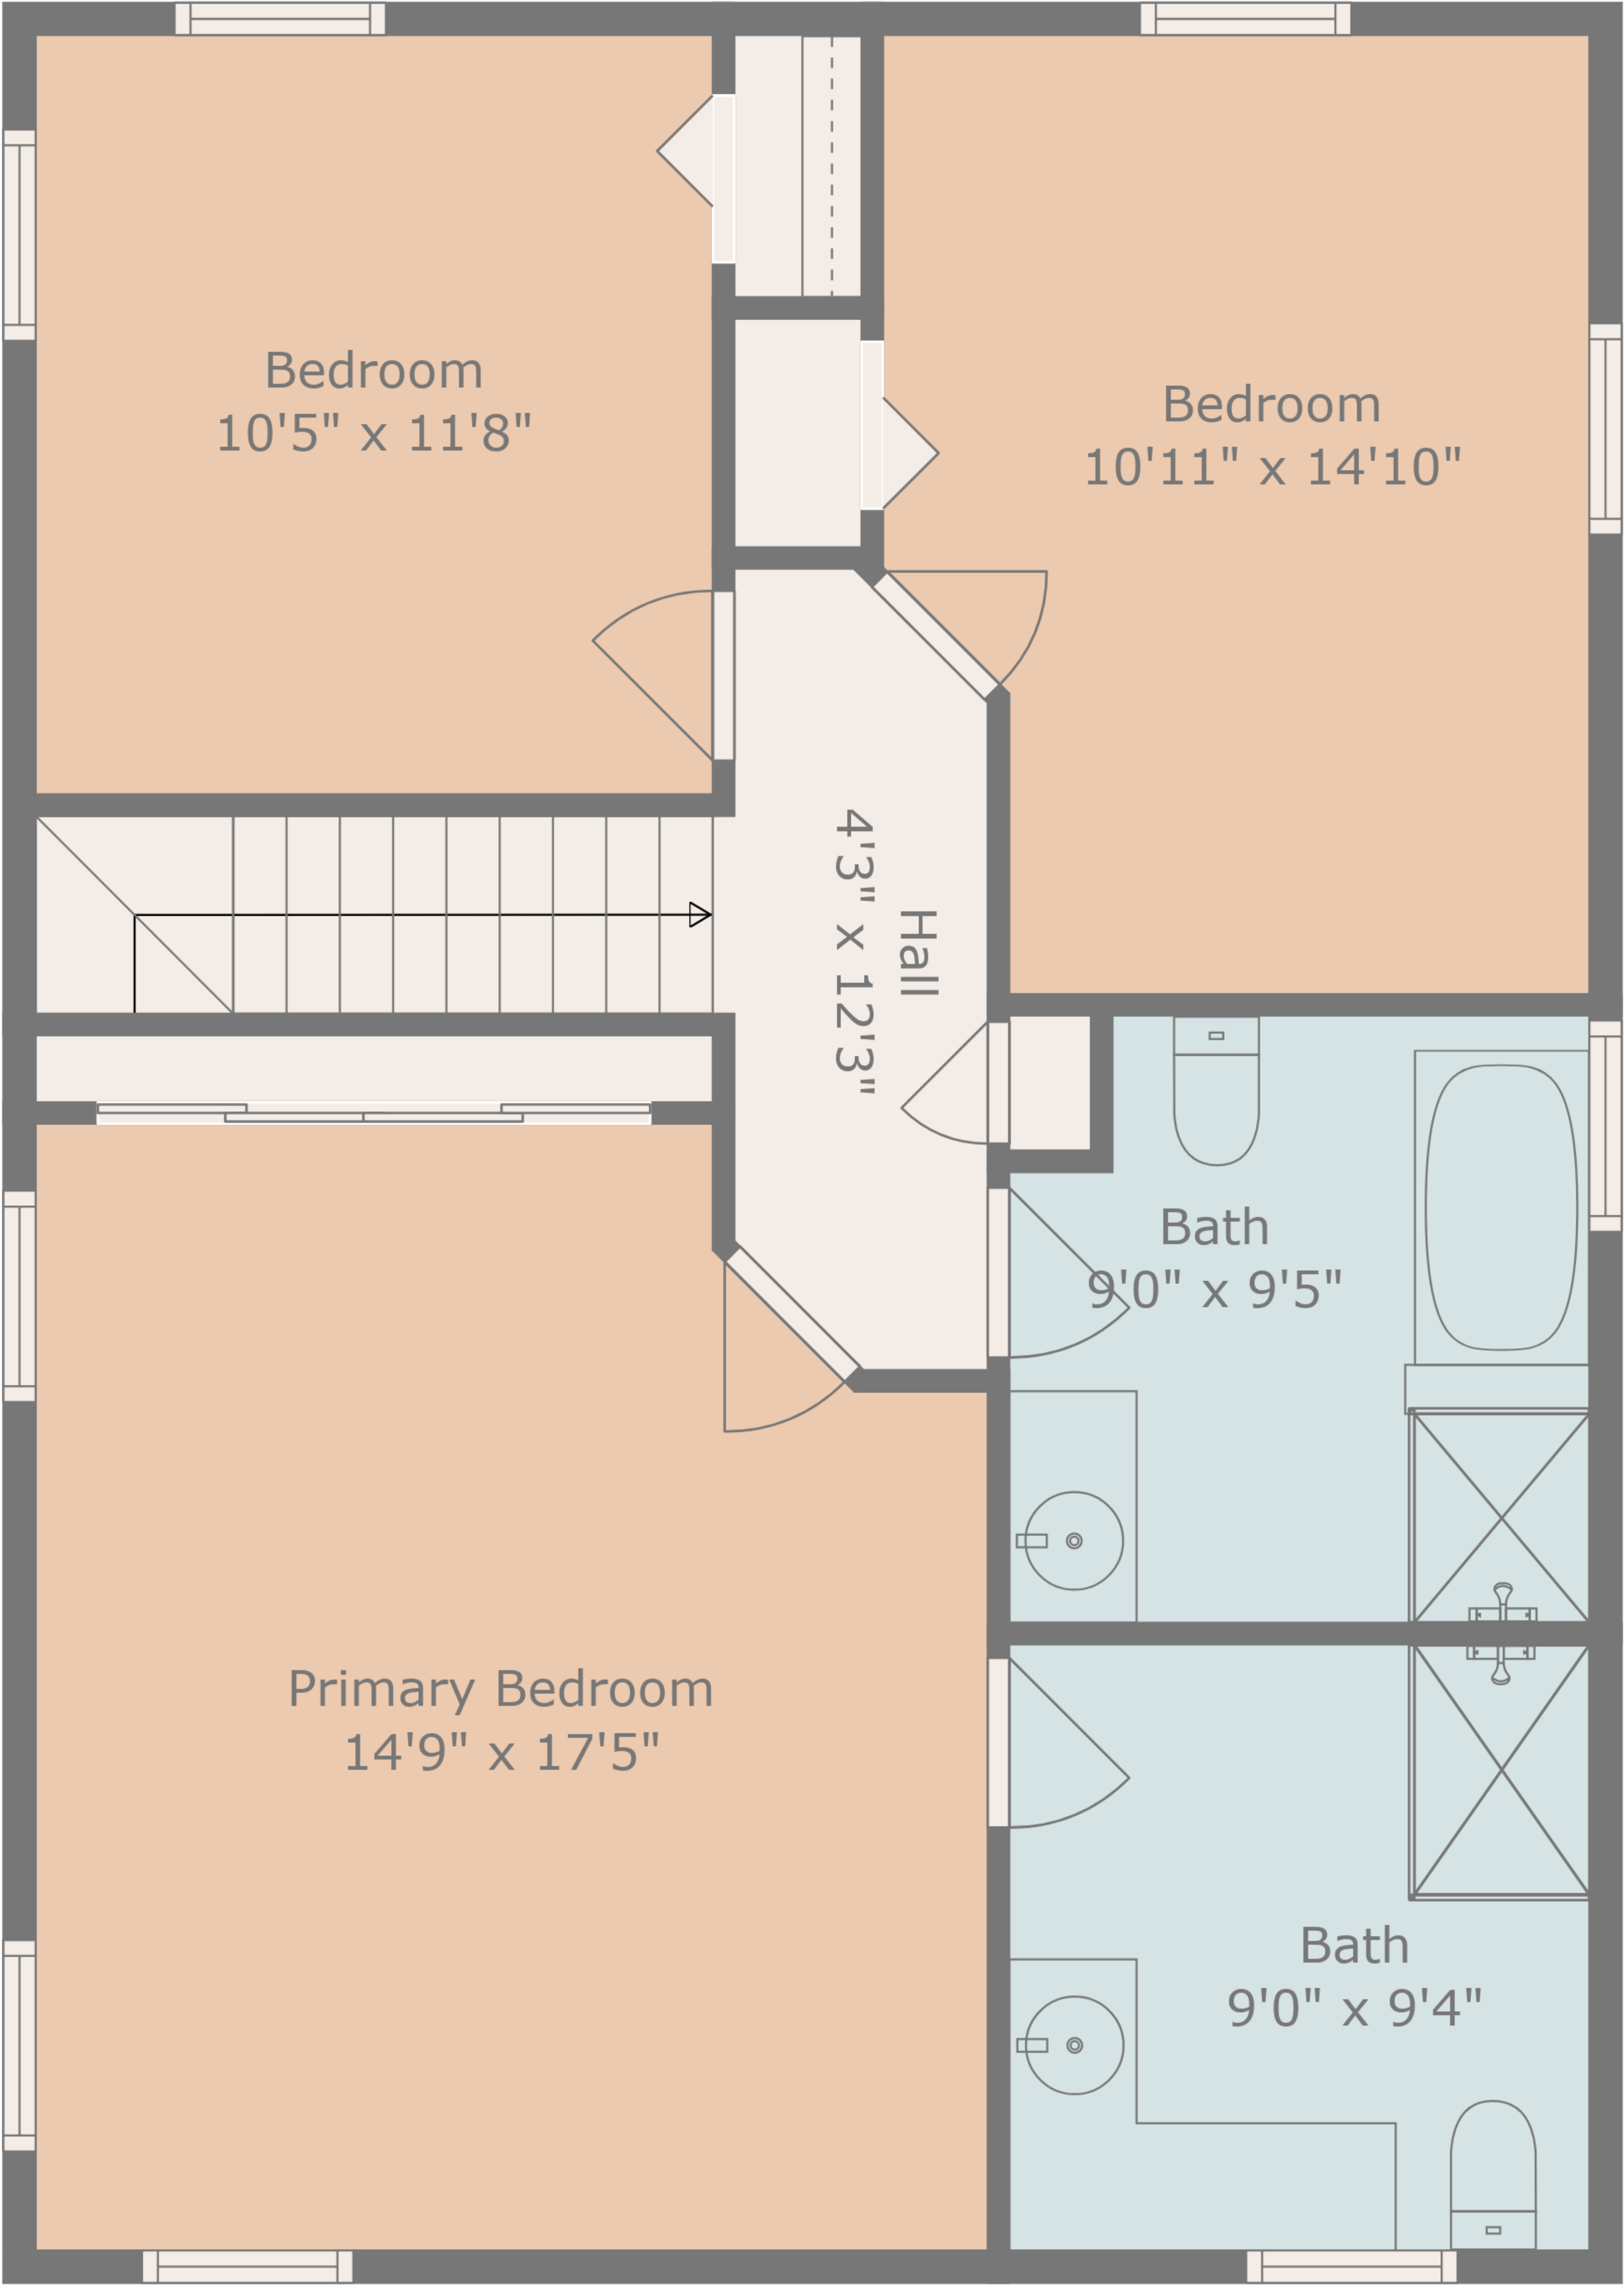 Bedroom
10'5" x 11'8"
Bedroom
10'11" x 14'10"
Hall
4'3" x 12'3"
Bath
9'0" x 9'5"
Primary Bedroom
14'9" x 17'5"
Bath
9'0" x 9'4"